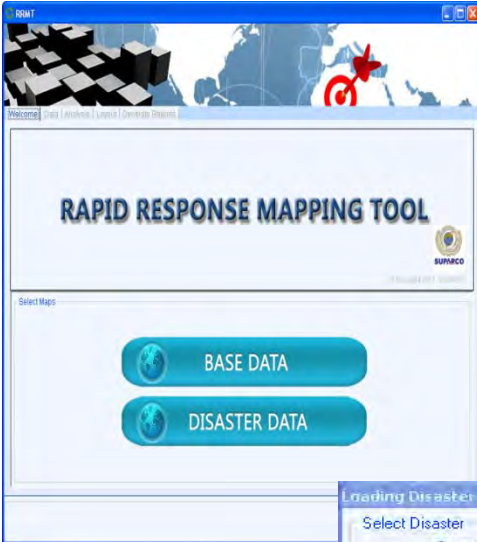 RRMT
Welcome Data Analysis Layers Generate Reports
RAPID RESPONSE MAPPING TOOL
SUPARCO
Select Maps
BASE DATA
DISASTER DATA
Loading Disaster
Select Disaster